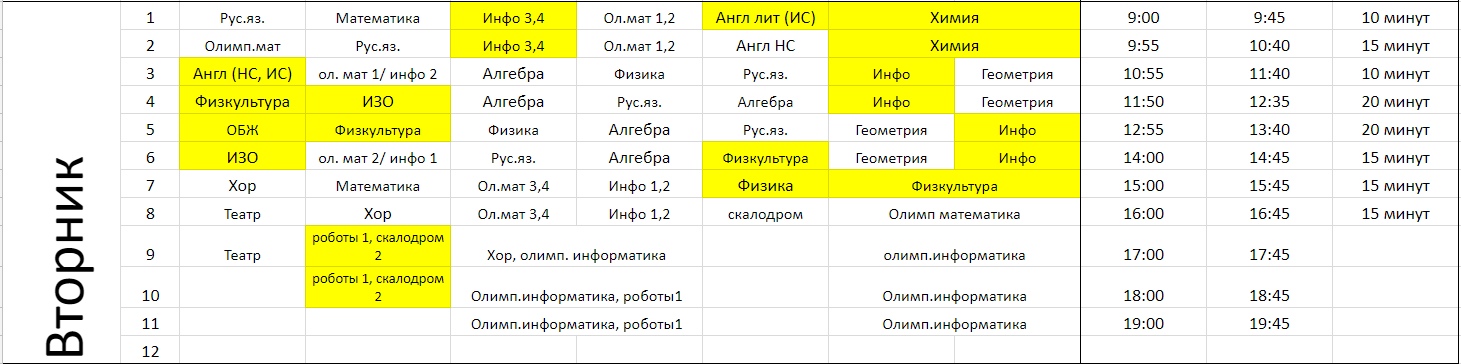 Вторник
1 Рус.яз. Математика Инфо 3,4 Ол.мат 1,2 Англ лит (ИС) Химия 9:00 9:45 10 минут
2 Олимп.мат Рус.яз. Инфо 3,4 Ол.мат 1,2 Англ НС Химия 9:55 10:40 15 минут
3 Англ (НС, ИС) ол. мат 1/ инфо 2 Алгебра Физика Рус.яз. Инфо Геометрия 10:55 11:40 10 минут
4 Физкультура ИЗО Алгебра Рус.яз. Алгебра Инфо Геометрия 11:50 12:35 20 минут
5 ОБЖ Физкультура Физика Алгебра Рус.яз. Геометрия Инфо 12:55 13:40 20 минут
6 ИЗО ол. мат 2/ инфо 1 Рус.яз. Алгебра Физкультура Геометрия Инфо 14:00 14:45 15 минут
7 Хор Математика Ол.мат 3,4 Инфо 1,2 Физика Физкультура 15:00 15:45 15 минут
8 Театр Хор Ол.мат 3,4 Инфо 1,2 скалодром Олимп математика 16:00 16:45 15 минут
роботы 1, скалодром
9 Театр 2 Хор, олимп. информатика олимп.информатика 17:00 17:45
роботы 1, скалодром
10 2 Олимп.информатика, роботы1 Олимп.информатика 18:00 18:45
11 Олимп.информатика, роботы1 Олимп.информатика 19:00 19:45
12